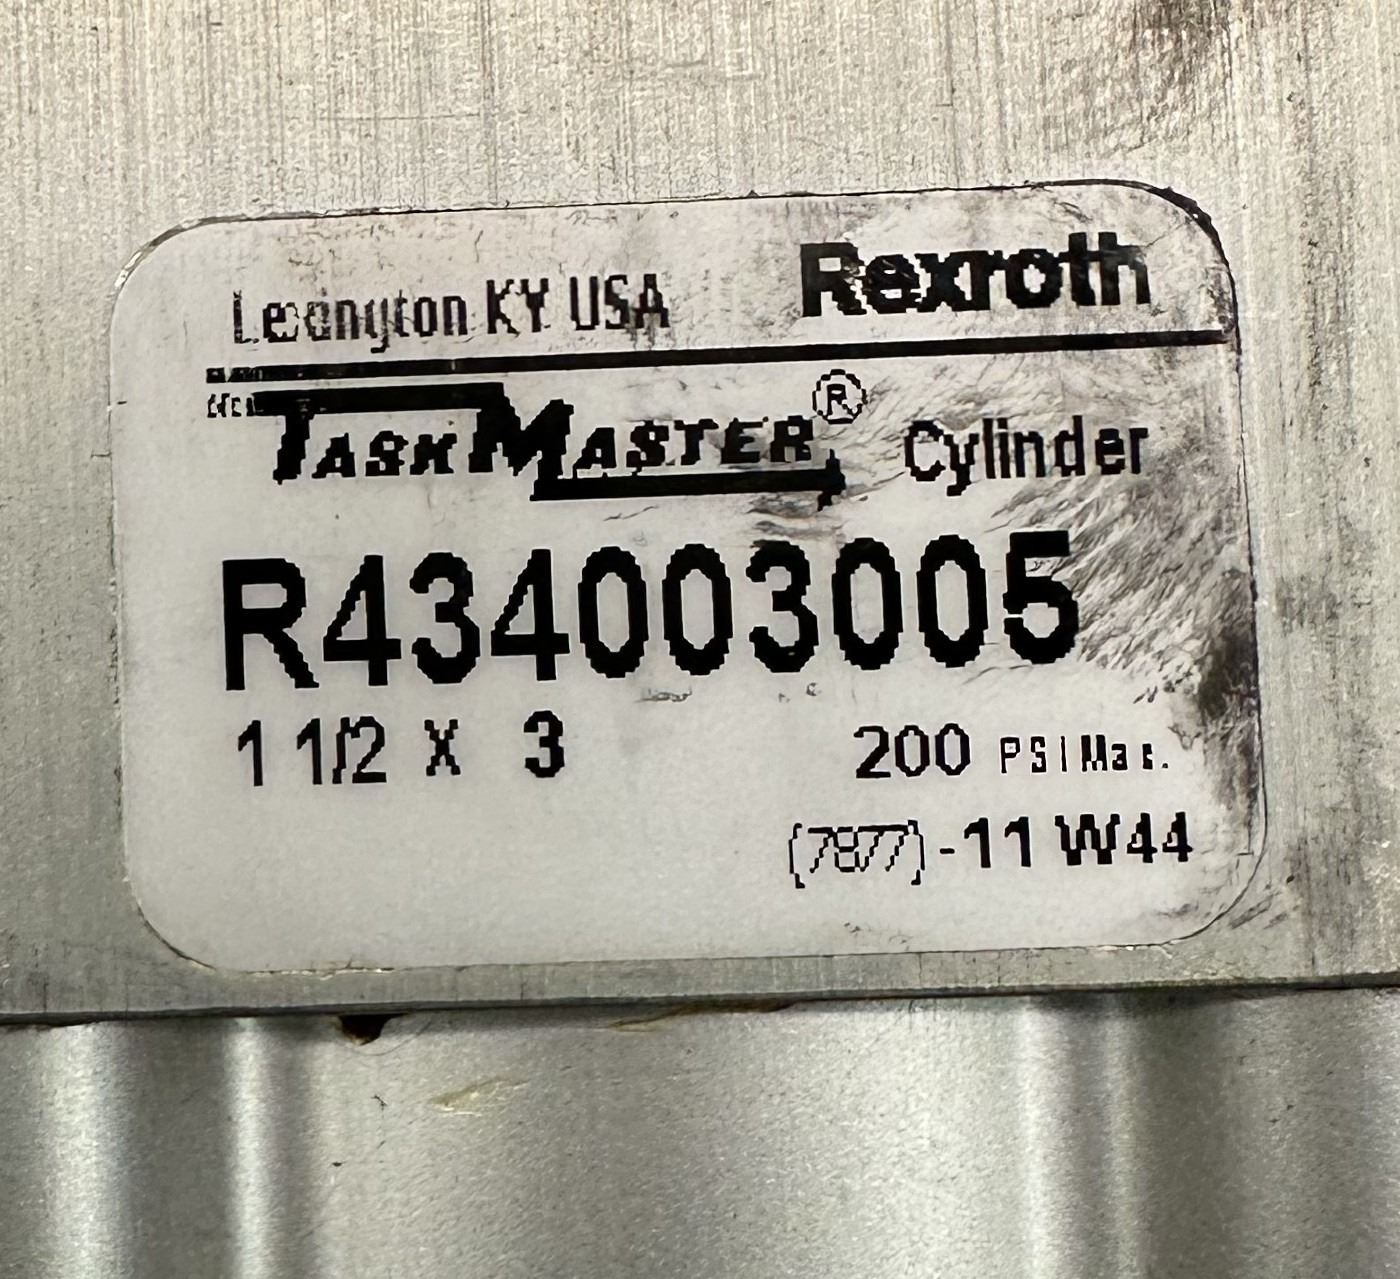 Lexington KY USA Rexroth
TASKMASTER® Cylinder
R434003005
1 1/2 X 3 200 PSI Max.
(7877)-11 W44